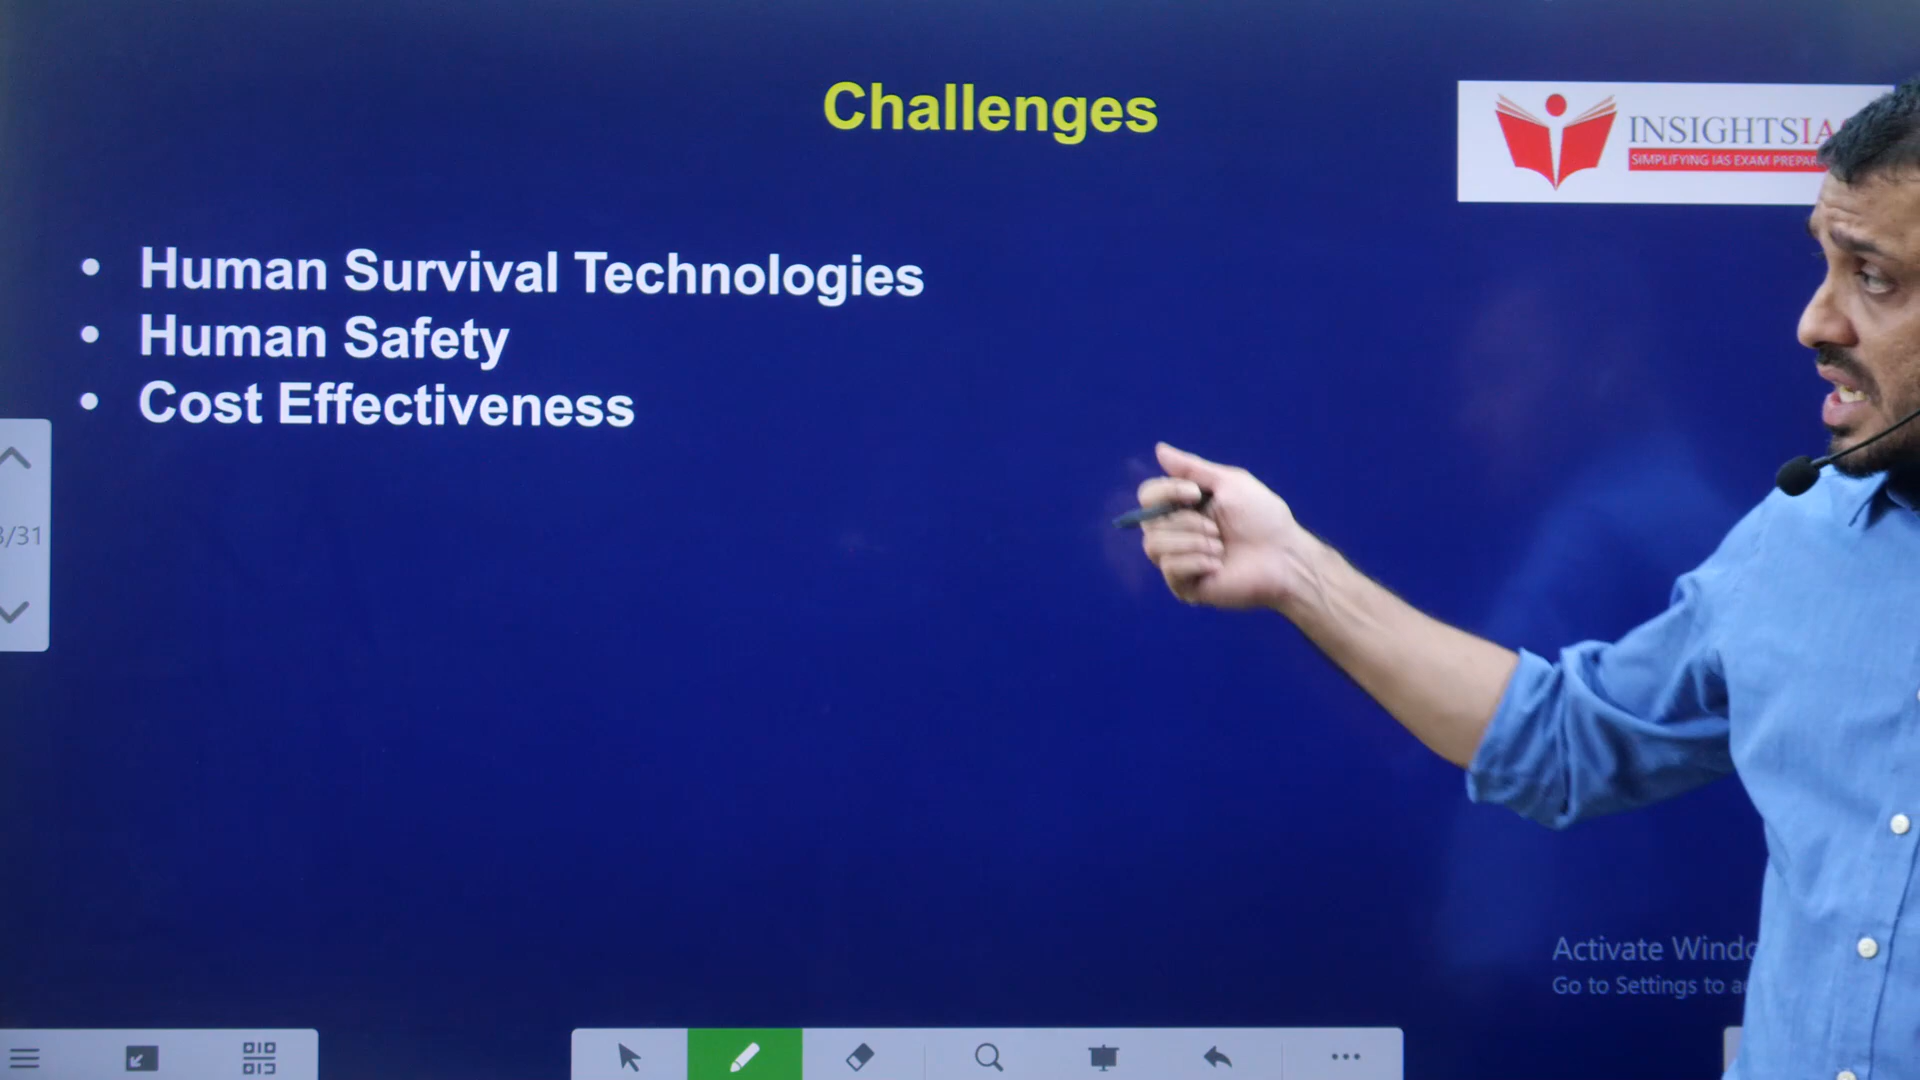 Challenges
INSIGHTSIA
SIMPLIFYING IAS EXAM PREPAR
• Human Survival Technologies
• Human Safety
• Cost Effectiveness
3/31
Activate Windo
Go to Settings to a